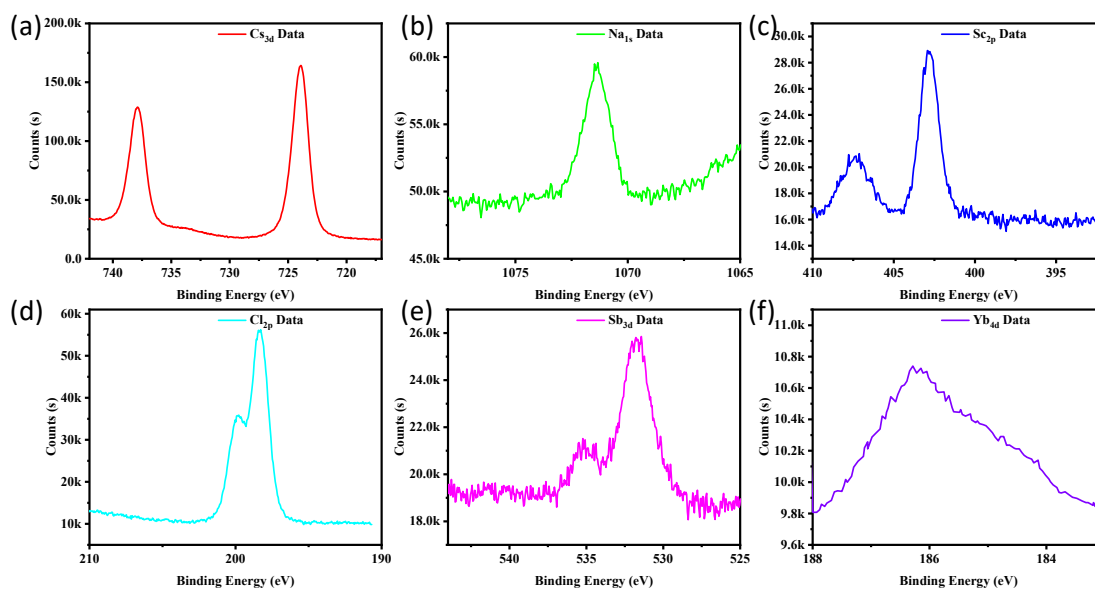 (a)
200.0k
150.0k
100.0k
50.0k
0.0
Counts (s)
Cs3d Data
740 735 730 725 720
Binding Energy (eV)
(b)
60.0k
50.0k
45.0k
Counts (s)
Na1s Data
1075 1070 1065
Binding Energy (eV)
(c)
30.0k
28.0k
26.0k
24.0k
22.0k
20.0k
18.0k
16.0k
14.0k
Counts (s)
Sc2p Data
410 405 400 395
Binding Energy (eV)
(d)
60k
50k
40k
30k
20k
10k
Counts (s)
Cl2p Data
210 200 190
Binding Energy (eV)
(e)
26.0k
24.0k
22.0k
20.0k
18.0k
Counts (s)
Sb3d Data
540 535 530 525
Binding Energy (eV)
(f)
11.0k
10.8k
10.6k
10.4k
10.2k
10.0k
9.8k
9.6k
Counts (s)
Yb4d Data
188 186 184
Binding Energy (eV)